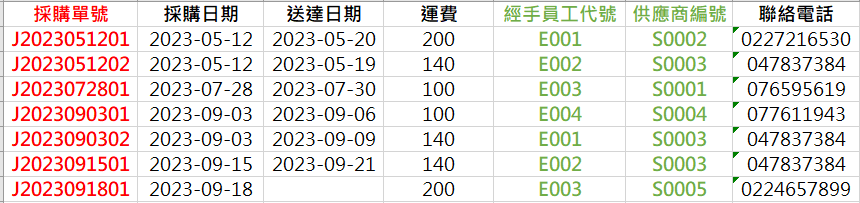 採購單號 採購日期 送達日期 運費 經手員工代號 供應商編號 聯絡電話
J2023051201 2023-05-12 2023-05-20 200 E001 S0002 0227216530
J2023051202 2023-05-12 2023-05-19 140 E002 S0003 047837384
J2023072801 2023-07-28 2023-07-30 100 E003 S0001 076595619
J2023090301 2023-09-03 2023-09-06 100 E004 S0004 077611943
J2023090302 2023-09-03 2023-09-09 140 E001 S0003 047837384
J2023091501 2023-09-15 2023-09-21 140 E002 S0003 047837384
J2023091801 2023-09-18 200 E003 S0005 0224657899